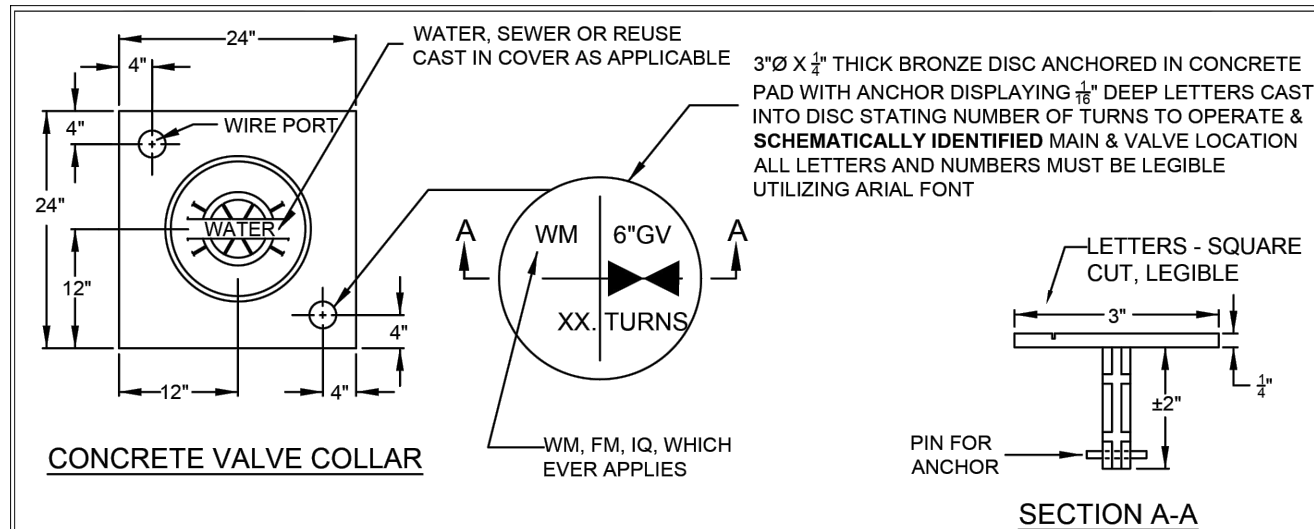 24"
4"
4"
24"
12"
12"
4"
4"
WIRE PORT
WATER
WATER, SEWER OR REUSE
CAST IN COVER AS APPLICABLE
CONCRETE VALVE COLLAR
3"Ø X 1/4" THICK BRONZE DISC ANCHORED IN CONCRETE
PAD WITH ANCHOR DISPLAYING 1/16" DEEP LETTERS CAST
INTO DISC STATING NUMBER OF TURNS TO OPERATE &
SCHEMATICALLY IDENTIFIED MAIN & VALVE LOCATION
ALL LETTERS AND NUMBERS MUST BE LEGIBLE
UTILIZING ARIAL FONT
A
WM
6"GV
A
XX. TURNS
WM, FM, IQ, WHICH
EVER APPLIES
LETTERS - SQUARE
CUT, LEGIBLE
3"
1/4"
±2"
PIN FOR
ANCHOR
SECTION A-A